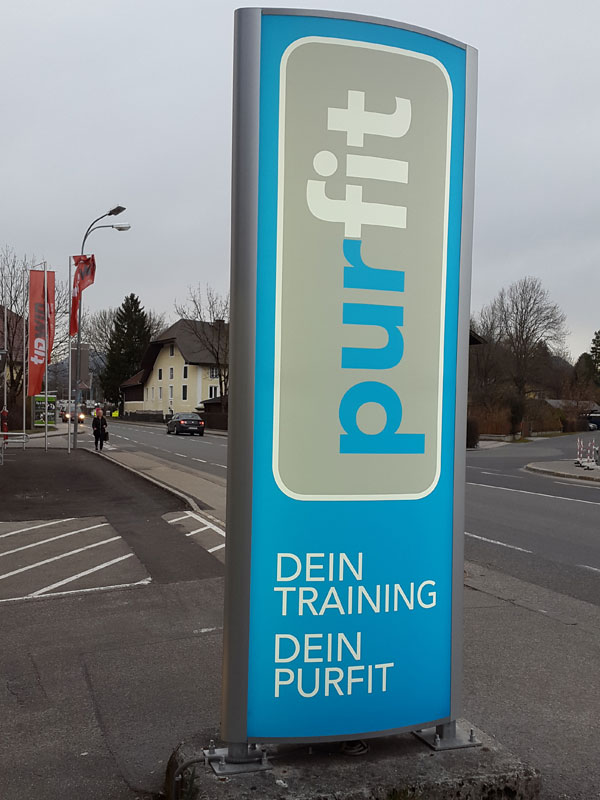 purfit
DEIN
TRAINING
DEIN
PURFIT